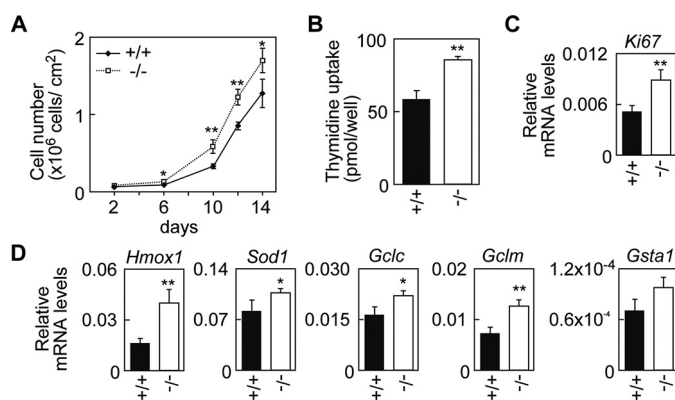 A
Cell number
(x10⁶ cells/ cm²)
2
1
0
+/+
-/-
*
**
**
*
2 6 10 14
days
B
Thymidine uptake
(pmol/well)
100
50
0
**
+/+ -/-
C
Ki67
Relative
mRNA levels
0.012
0.006
0
**
+/+ -/-
D
Relative
mRNA levels
Hmox1
0.06
0.03
0
**
+/+ -/-
Sod1
0.14
0.07
0
*
+/+ -/-
Gclc
0.030
0.015
0
*
+/+ -/-
Gclm
0.02
0.01
0
**
+/+ -/-
Gsta1
1.2x10⁻⁴
0.6x10⁻⁴
0
+/+ -/-